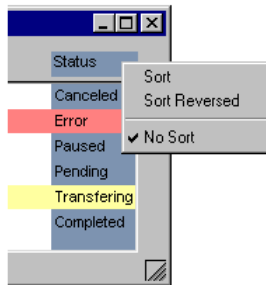 Status
Sort
Sort Reversed
No Sort
Canceled
Error
Paused
Pending
Transfering
Completed